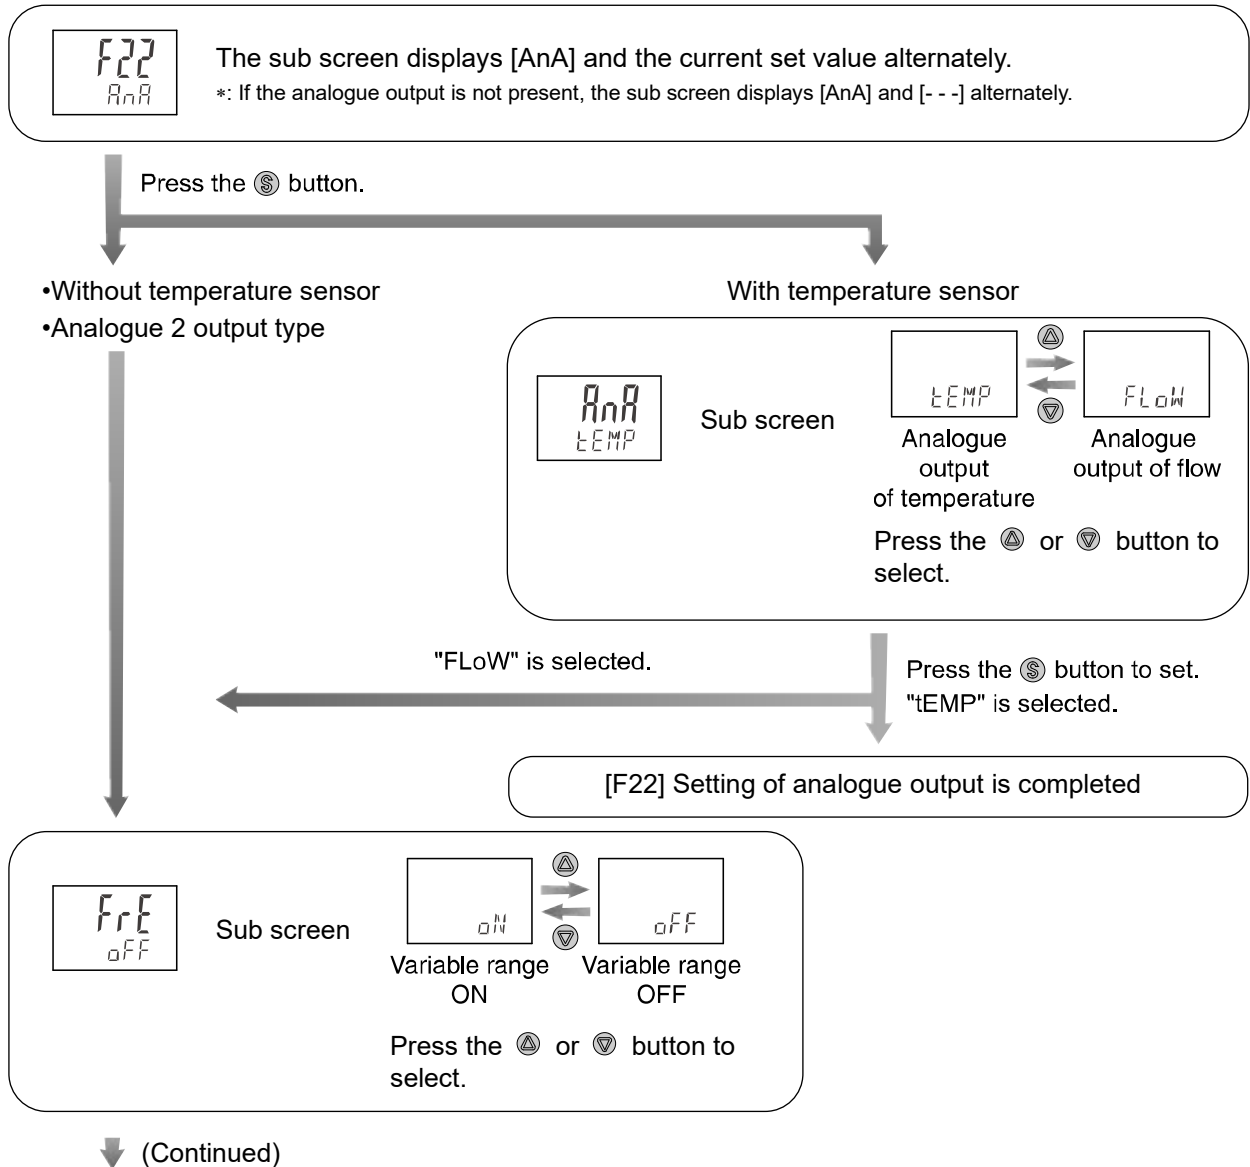 F22
AnA
The sub screen displays [AnA] and the current set value alternately.
*: If the analogue output is not present, the sub screen displays [AnA] and [- - -] alternately.
Press the Ⓢ button.
•Without temperature sensor
•Analogue 2 output type
With temperature sensor
AnA
tEMP
Sub screen
tEMP
FLoW
Analogue
output
of temperature
Analogue
output of flow
Press the △ or ▽ button to
select.
"FLoW" is selected.
Press the Ⓢ button to set.
"tEMP" is selected.
[F22] Setting of analogue output is completed
FrE
oFF
Sub screen
oN
oFF
Variable range
ON
Variable range
OFF
Press the △ or ▽ button to
select.
(Continued)